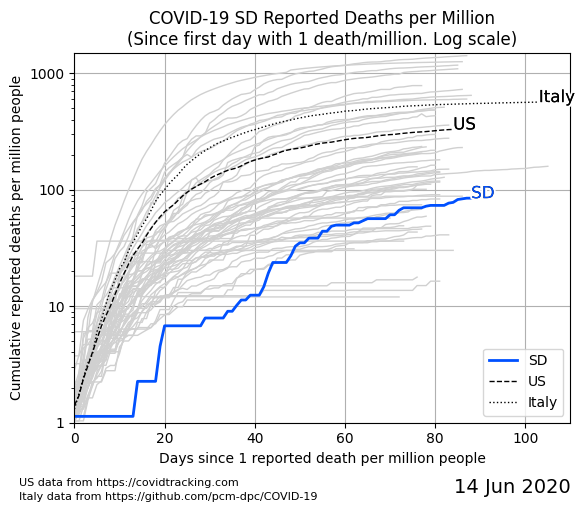 COVID-19 SD Reported Deaths per Million
(Since first day with 1 death/million. Log scale)
Cumulative reported deaths per million people
1000
100
10
1
Italy
US
SD
SD
US
Italy
0 20 40 60 80 100
Days since 1 reported death per million people
US data from https://covidtracking.com
Italy data from https://github.com/pcm-dpc/COVID-19
14 Jun 2020